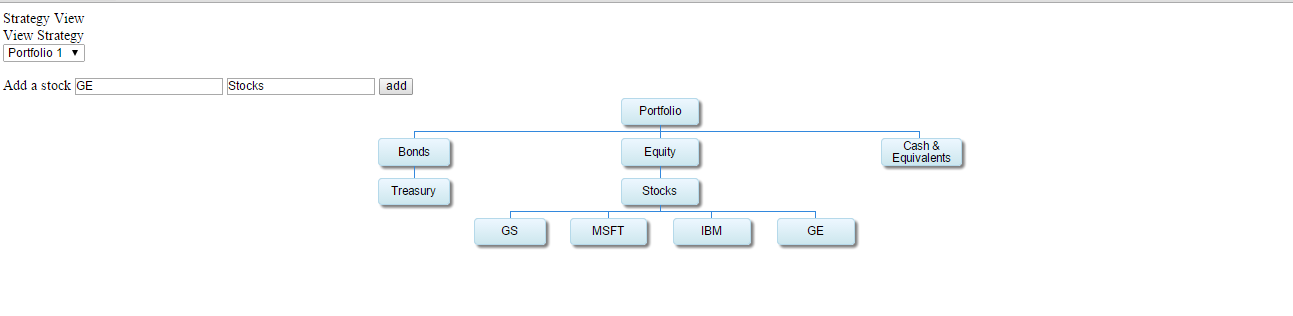 Strategy View
View Strategy
Portfolio 1
Add a stock GE Stocks add
Portfolio
Bonds Equity Cash &
Equivalents
Treasury Stocks
GS MSFT IBM GE